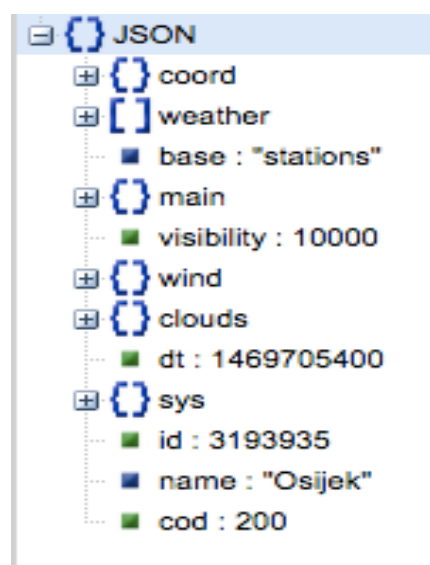 {} JSON
{} coord
[] weather
base : "stations"
{} main
visibility : 10000
{} wind
{} clouds
dt : 1469705400
{} sys
id : 3193935
name : "Osijek"
cod : 200